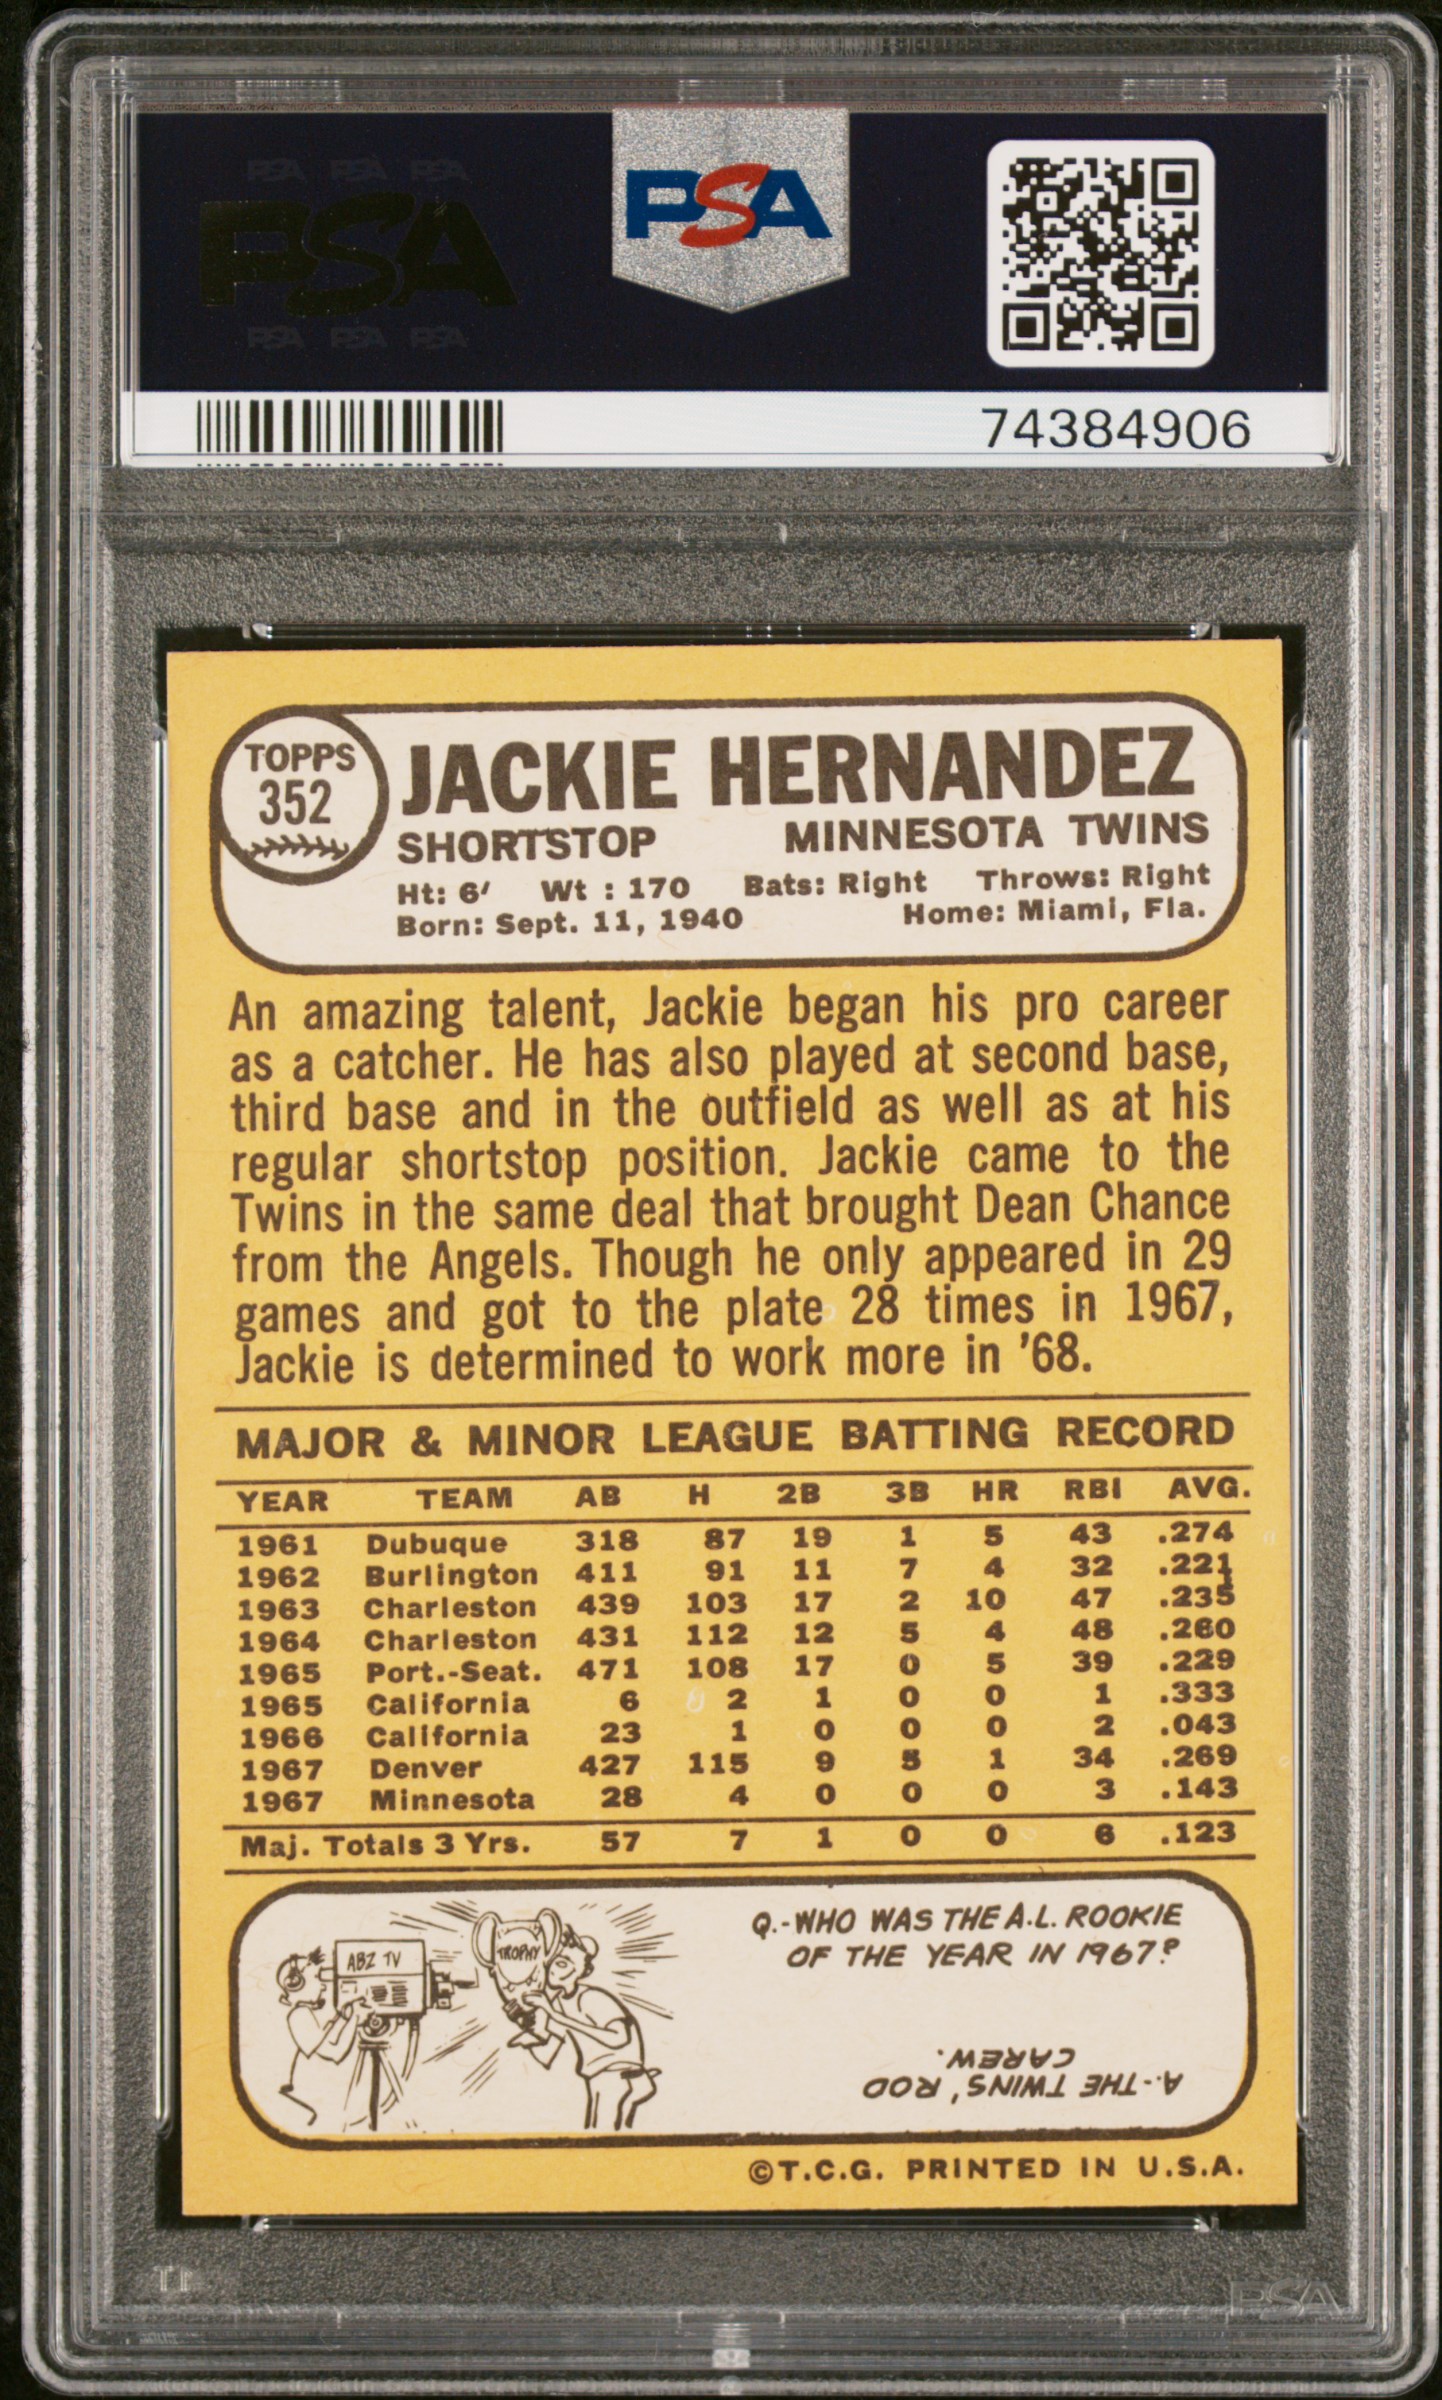 PSA PSA PSA
PSA
PSA PSA PSA
PSA
74384906
TOPPS
352
JACKIE HERNANDEZ
SHORTSTOP MINNESOTA TWINS
Ht: 6' Wt : 170 Bats: Right Throws: Right
Born: Sept. 11, 1940 Home: Miami, Fla.
An amazing talent, Jackie began his pro career
as a catcher. He has also played at second base,
third base and in the outfield as well as at his
regular shortstop position. Jackie came to the
Twins in the same deal that brought Dean Chance
from the Angels. Though he only appeared in 29
games and got to the plate 28 times in 1967,
Jackie is determined to work more in '68.
MAJOR & MINOR LEAGUE BATTING RECORD
YEAR TEAM AB H 2B 3B HR RBI AVG.
1961 Dubuque 318 87 19 1 5 43 .274
1962 Burlington 411 91 11 7 4 32 .221
1963 Charleston 439 103 17 2 10 47 .235
1964 Charleston 431 112 12 5 4 48 .260
1965 Port.-Seat. 471 108 17 0 5 39 .229
1965 California 6 2 1 0 0 1 .333
1966 California 23 1 0 0 0 2 .043
1967 Denver 427 115 9 5 1 34 .269
1967 Minnesota 28 4 0 0 0 3 .143
Maj. Totals 3 Yrs. 57 7 1 0 0 6 .123
ABZ TV
TROPHY
Q.-WHO WAS THE A.L. ROOKIE
OF THE YEAR IN 1967?
A.-THE TWINS', ROD
CAREW.
©T.C.G. PRINTED IN U.S.A.
PSA